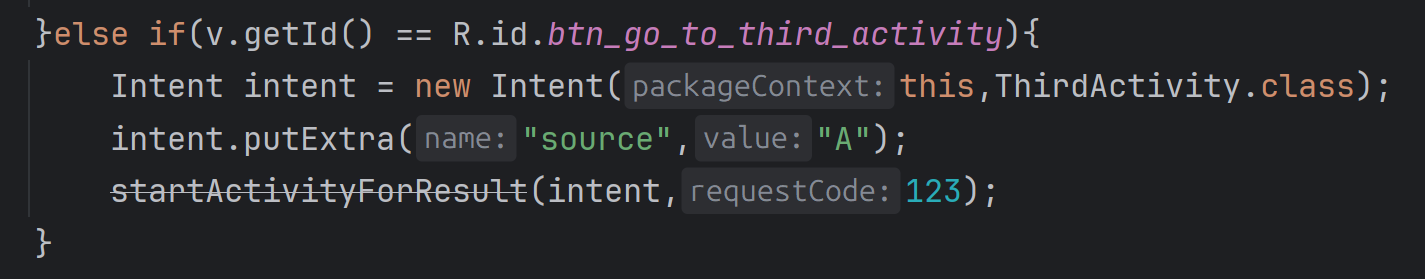 }else if(v.getId() == R.id.btn_go_to_third_activity){
Intent intent = new Intent( packageContext: this,ThirdActivity.class);
intent.putExtra( name: "source", value: "A");
startActivityForResult(intent, requestCode: 123);
}